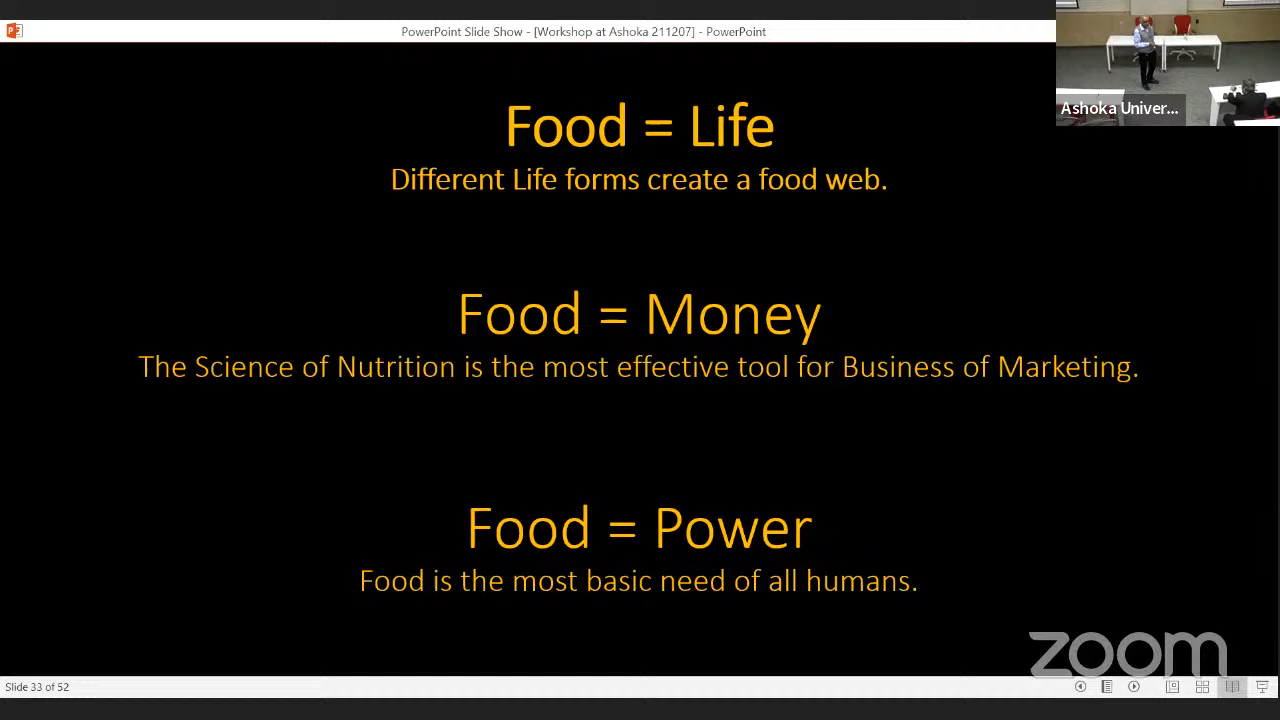 PowerPoint Slide Show - [Workshop at Ashoka 211207] - PowerPoint
Ashoka Univer...
Food = Life
Different Life forms create a food web.
Food = Money
The Science of Nutrition is the most effective tool for Business of Marketing.
Food = Power
Food is the most basic need of all humans.
zoom
Slide 33 of 52